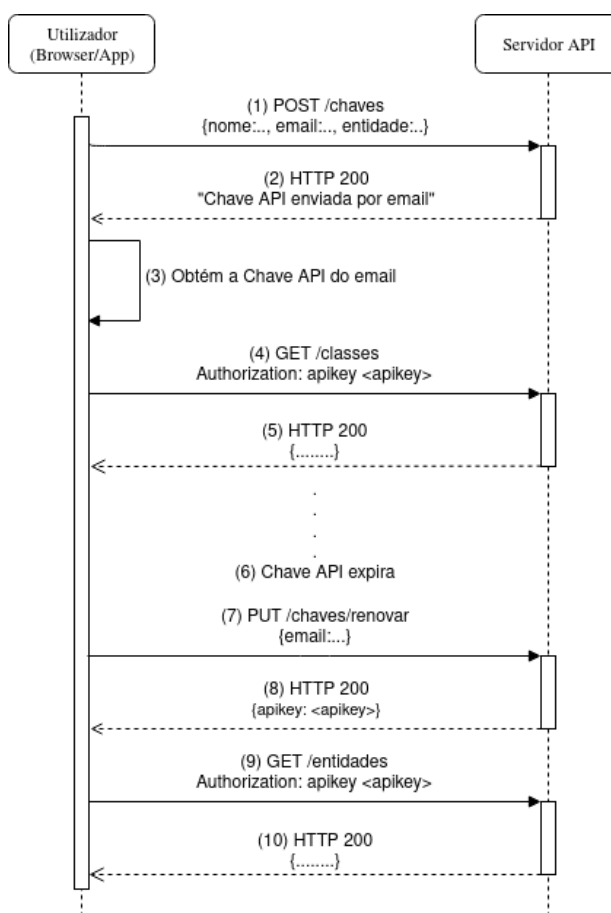 Utilizador
(Browser/App)
Servidor API
(1) POST /chaves
{nome:.., email:.., entidade:..}
(2) HTTP 200
"Chave API enviada por email"
(3) Obtém a Chave API do email
(4) GET /classes
Authorization: apikey <apikey>
(5) HTTP 200
{........}
.
.
.
.
(6) Chave API expira
(7) PUT /chaves/renovar
{email:...}
(8) HTTP 200
{apikey: <apikey>}
(9) GET /entidades
Authorization: apikey <apikey>
(10) HTTP 200
{........}